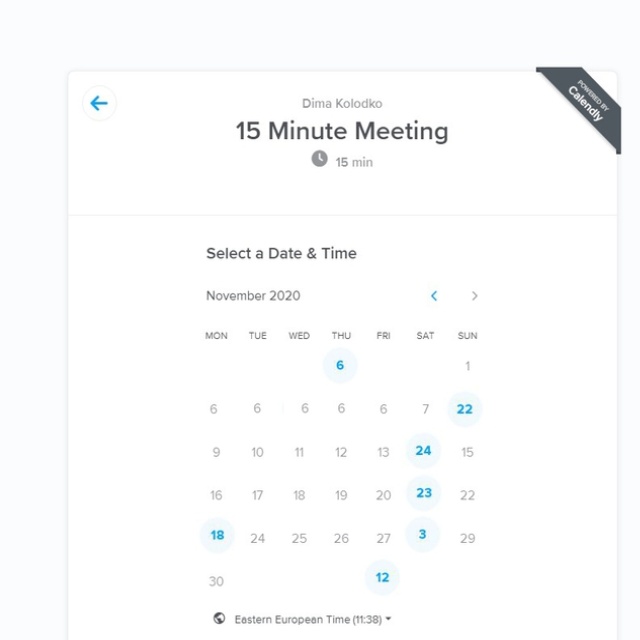 POWERED BY
Calendly
Dima Kolodko
15 Minute Meeting
15 min
Select a Date & Time
November 2020
MON TUE WED THU FRI SAT SUN
6 1
6 6 6 6 6 7 22
9 10 11 12 13 24 15
16 17 18 19 20 23 22
18 24 25 26 27 3 29
30 12
Eastern European Time (11:38)